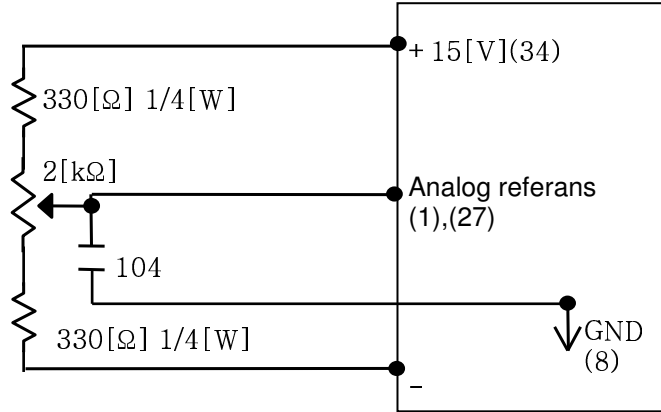 + 15[V](34)
330[Ω] 1/4[W]
2[kΩ]
Analog referans
(1),(27)
104
330[Ω] 1/4[W]
GND
(8)
−